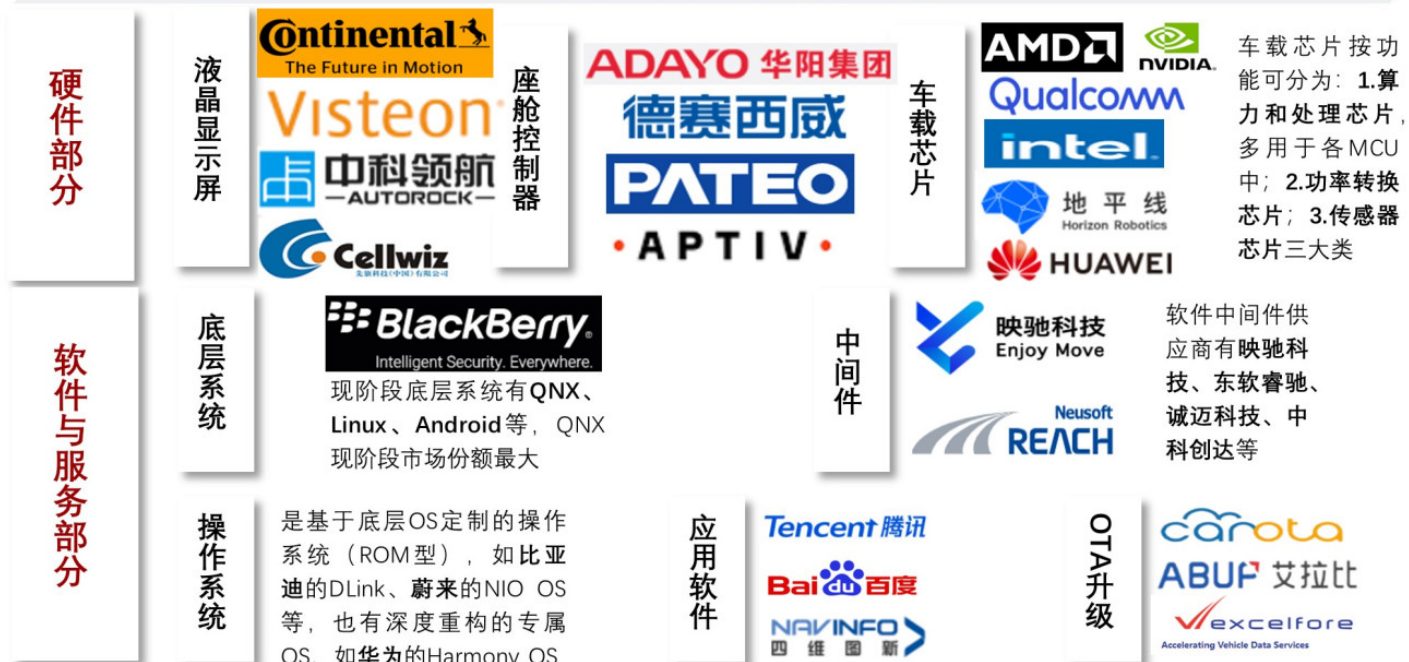 硬件部分
液晶显示屏
Continental
The Future in Motion
Visteon
中科领航
AUTOROCK
Cellwiz
座舱控制器
ADAYO 华阳集团
德赛西威
PATEO
APTIV
车载芯片
AMD
NVIDIA
Qualcomm
intel
地平线
Horizon Robotics
HUAWEI
车载芯片按功
能可分为：1.算
力和处理芯片，
多用于各MCU
中；2.功率转换
芯片；3.传感器
芯片三大类
软件与服务部分
底层系统
BlackBerry
Intelligent Security. Everywhere.
现阶段底层系统有QNX、
Linux、Android等，QNX
现阶段市场份额最大
中间件
映驰科技
Enjoy Move
Neusoft
REACH
软件中间件供
应商有映驰科
技、东软睿驰、
诚迈科技、中
科创达等
操作系统
是基于底层OS定制的操作
系统（ROM型），如比亚
迪的DLink、蔚来的NIO OS
等，也有深度重构的专属
OS，如华为的Harmony OS
应用软件
Tencent 腾讯
Bai du 百度
NAVINFO
四维图新
OTA升级
carota
ABUP 艾拉比
excelfore
Accelerating Vehicle Data Services